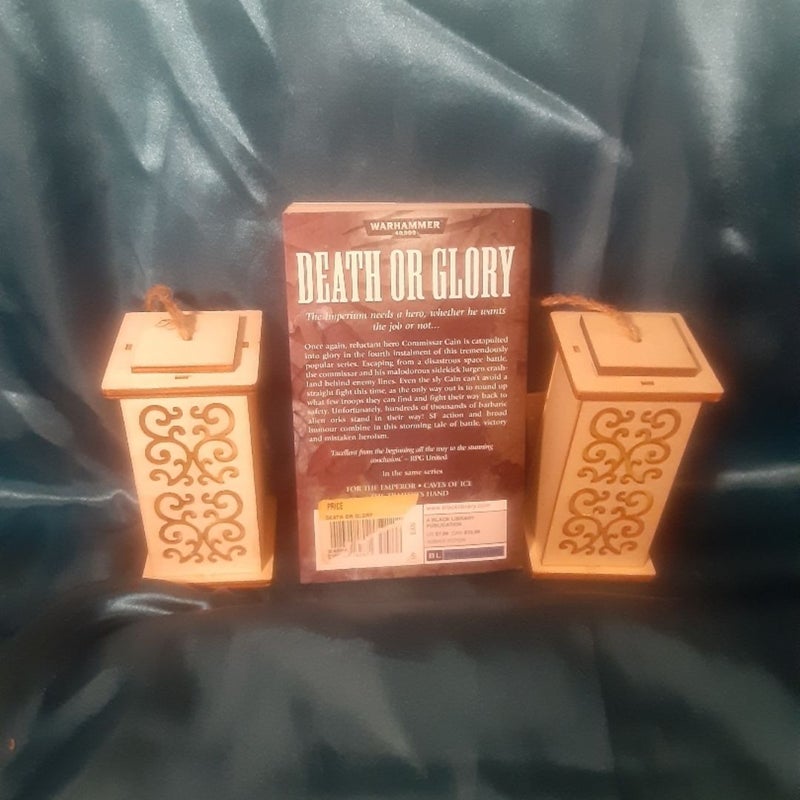 WARHAMMER
40,000
DEATH OR GLORY
The Imperium needs a hero, whether he wants
the job or not...
Once again, reluctant hero Commissar Cain is catapulted
into glory in the fourth instalment of this tremendously
popular series. Escaping from a disastrous space battle,
the commissar and his malodorous sidekick Jurgen crash-
land behind enemy lines. Even the sly Cain can't avoid a
straight fight this time, as the only way out is to round up
what few troops they can find and fight their way back to
safety. Unfortunately, hundreds of thousands of barbaric
alien orks stand in their way! SF action and broad
humour combine in this storming tale of battle, victory
and mistaken heroism.
'Excellent from the beginning all the way to the stunning
conclusion.' – RPG United
In the same series
FOR THE EMPEROR • CAVES OF ICE
HAND
PRICE
DEATH OR GLORY
www.blacklibrary.com
A BLACK LIBRARY
PUBLICATION
SCIENCE FICTION
BL